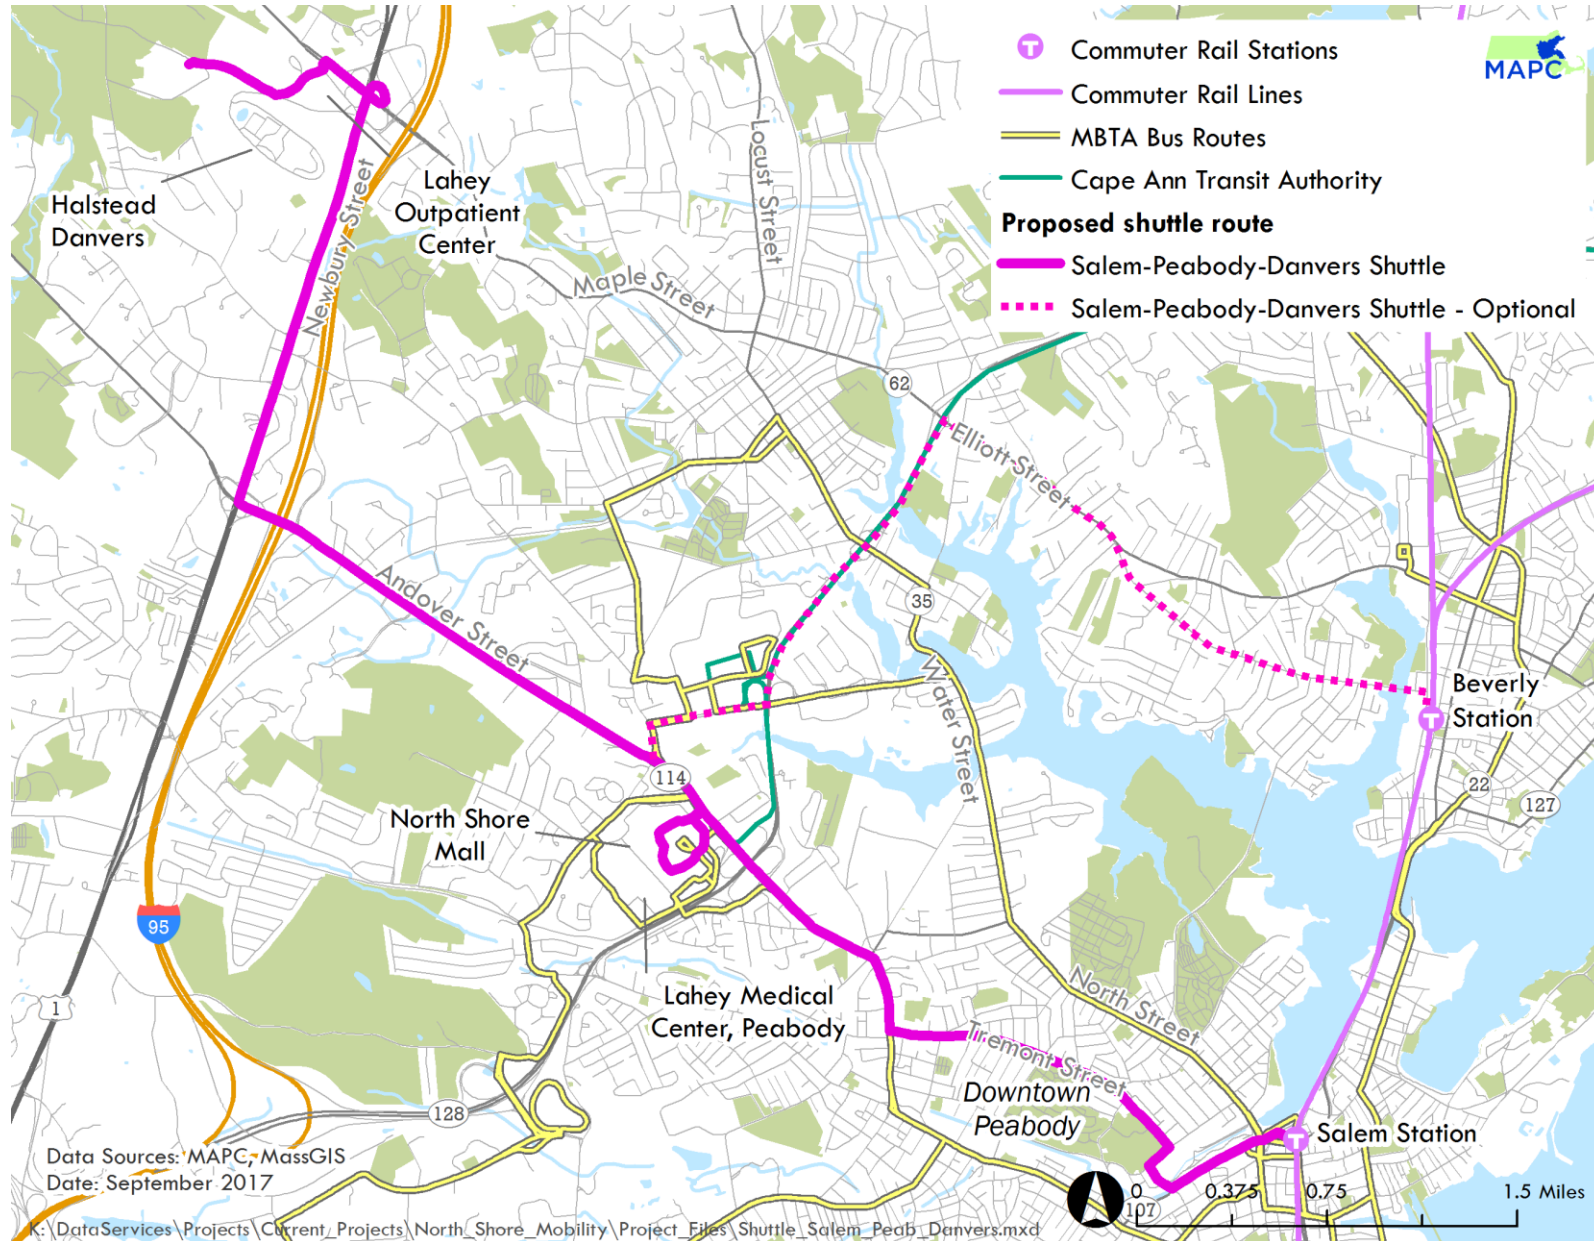 Commuter Rail Stations
MAPC
Commuter Rail Lines
MBTA Bus Routes
Cape Ann Transit Authority
Proposed shuttle route
Salem-Peabody-Danvers Shuttle
Salem-Peabody-Danvers Shuttle - Optional
Locust Street
Halstead
Danvers
Lahey
Outpatient
Center
Newbury Street
Maple Street
62
Elliott Street
Andover Street
35
Water Street
Beverly
Station
T
114
22
127
North Shore
Mall
95
1
Lahey Medical
Center, Peabody
North Street
Tremont Street
Downtown
Peabody
128
T
Salem Station
Data Sources: MAPC, MassGIS
Date: September 2017
107
0
0.375
0.75
1.5 Miles
K:\DataServices\Projects\Current_Projects\North_Shore_Mobility\Project_Files\Shuttle_Salem_Peab_Danvers.mxd